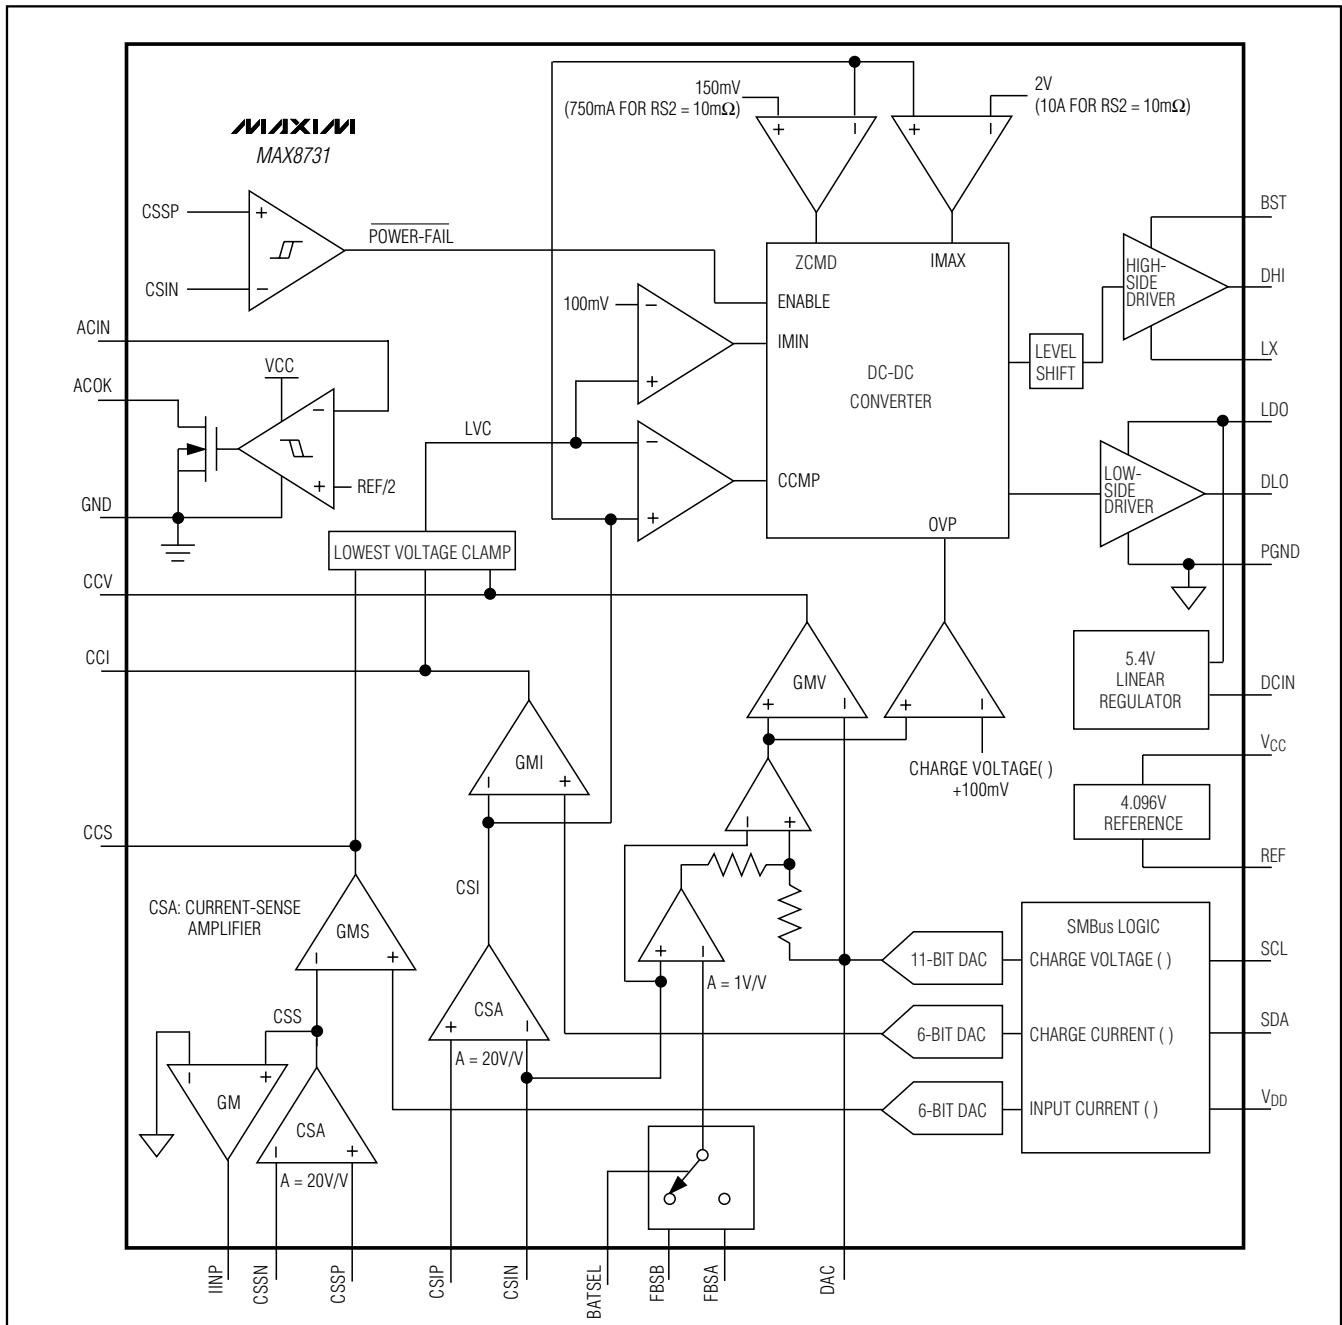 MAXIM
MAX8731
150mV
(750mA FOR RS2 = 10mΩ)
2V
(10A FOR RS2 = 10mΩ)
+
−
+
−
CSSP
+
CSIN
−
POWER-FAIL
ZCMD
IMAX
ENABLE
IMIN
DC-DC
CONVERTER
CCMP
OVP
100mV
−
+
−
+
LVC
HIGH-
SIDE
DRIVER
BST
DHI
LX
LEVEL
SHIFT
LOW-
SIDE
DRIVER
LDO
DLO
PGND
ACIN
ACOK
GND
VCC
−
+
REF/2
LOWEST VOLTAGE CLAMP
CCV
CCI
CCS
5.4V
LINEAR
REGULATOR
DCIN
VCC
4.096V
REFERENCE
REF
GMV
+
−
+
−
CHARGE VOLTAGE( )
+100mV
GMI
−
+
−
+
CSI
CSA: CURRENT-SENSE
AMPLIFIER
GMS
−
+
CSS
−
+
GM
CSA
−
+
A = 20V/V
CSA
+
−
A = 20V/V
+
−
A = 1V/V
11-BIT DAC
6-BIT DAC
6-BIT DAC
SMBus LOGIC
CHARGE VOLTAGE ( )
CHARGE CURRENT ( )
INPUT CURRENT ( )
SCL
SDA
VDD
IINP
CSSN
CSSP
CSIP
CSIN
BATSEL
FBSB
FBSA
DAC